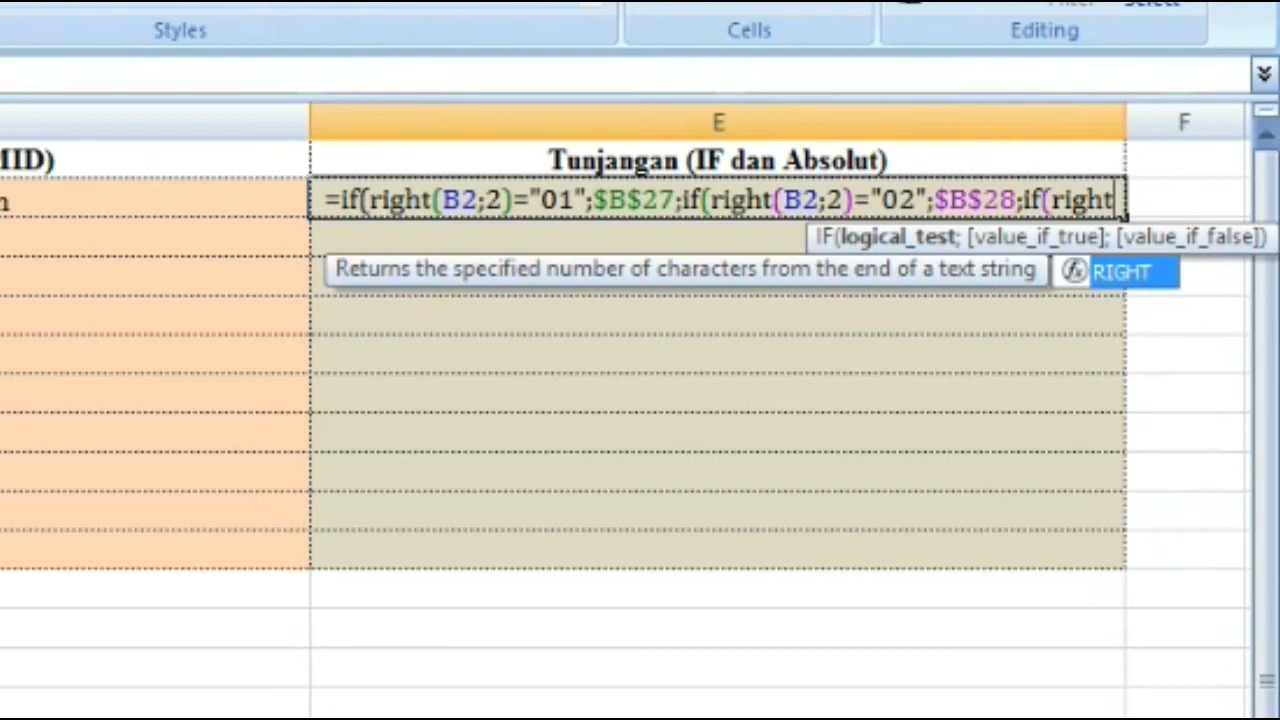 Styles
Cells
Editing
E
F
MID)
Tunjangan (IF dan Absolut)
=if(right(B2;2)="01";$B$27;if(right(B2;2)="02";$B$28;if(right
IF(logical_test; [value_if_true]; [value_if_false])
Returns the specified number of characters from the end of a text string
fx RIGHT